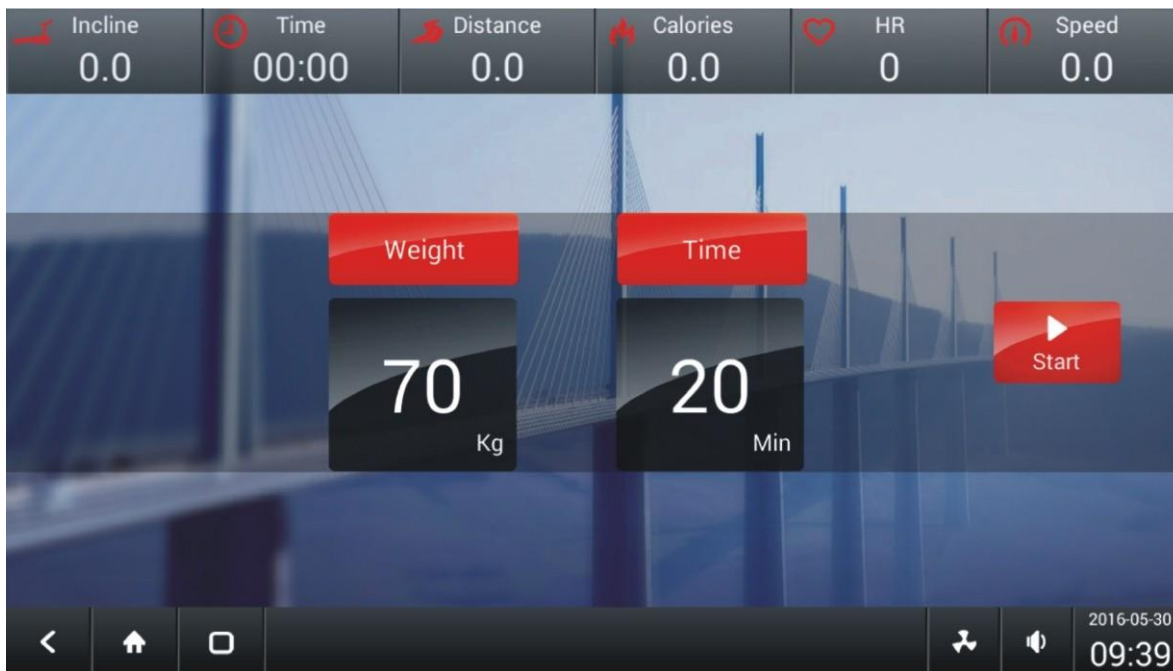 Incline
0.0
Time
00:00
Distance
0.0
Calories
0.0
HR
0
Speed
0.0
Weight
70
Kg
Time
20
Min
Start
2016-05-30
09:39